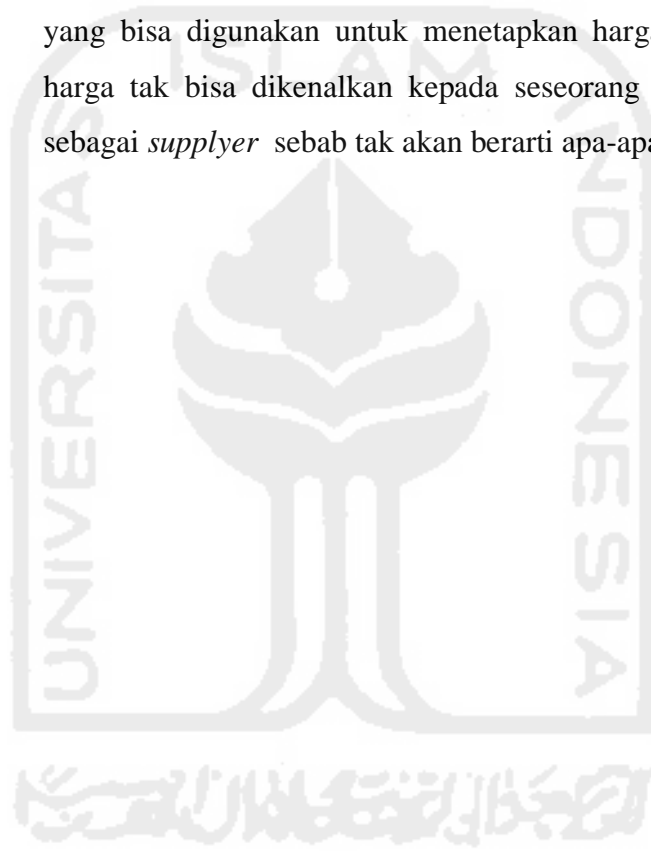 yang bisa digunakan untuk menetapkan harga
harga tak bisa dikenalkan kepada seseorang
sebagai supplyer sebab tak akan berarti apa-apa
ISLAM
UNIVERSITAS
INDONESIA